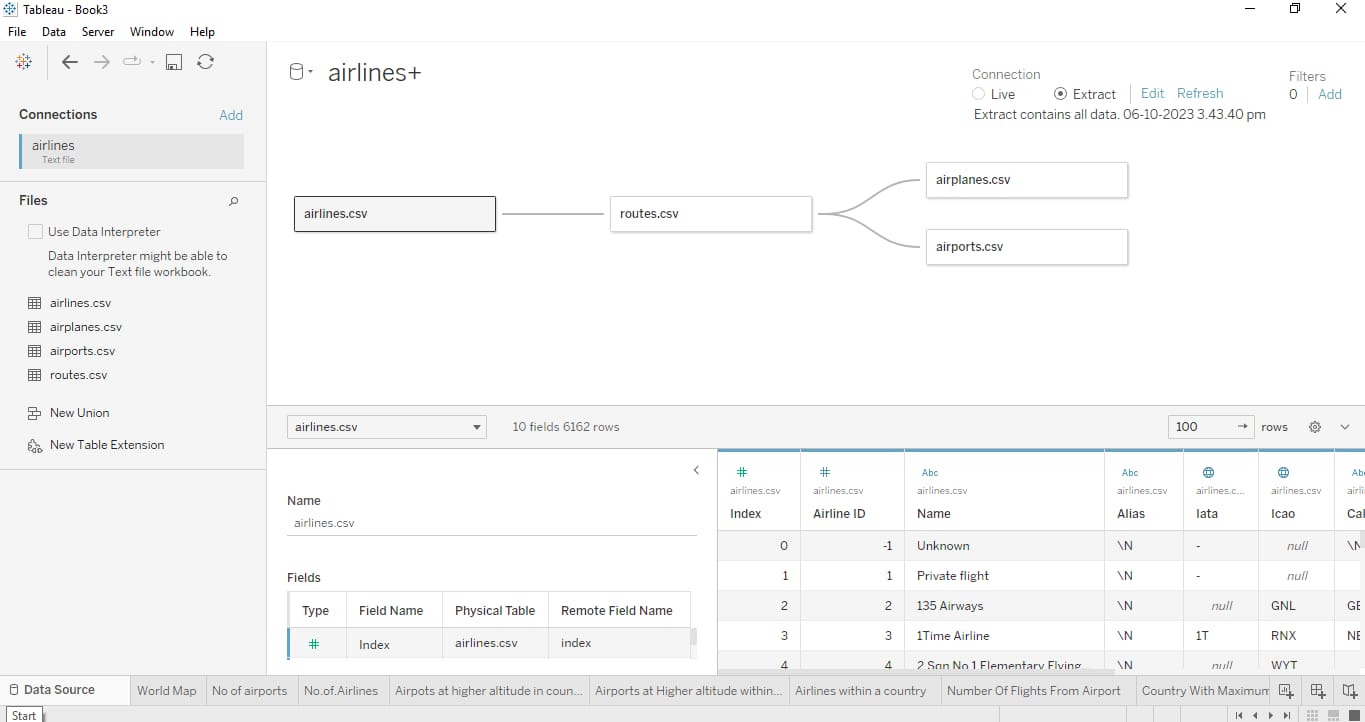 Tableau - Book3
File Data Server Window Help
airlines+
Connection
Live Extract Edit Refresh
Extract contains all data. 06-10-2023 3.43.40 pm
Filters
0 Add
Connections Add
airlines
Text file
Files
Use Data Interpreter
Data Interpreter might be able to
clean your Text file workbook.
airlines.csv
airplanes.csv
airports.csv
routes.csv
New Union
New Table Extension
airlines.csv
routes.csv
airplanes.csv
airports.csv
airlines.csv 10 fields 6162 rows 100 rows
Name
airlines.csv
Fields
Type Field Name Physical Table Remote Field Name
# Index airlines.csv index
# # Abc Abc Ab
airlines.csv airlines.csv airlines.csv airlines.csv airlines.c... airlines.csv airli
Index Airline ID Name Alias Iata Icao Cal
0 -1 Unknown \N - null \N
1 1 Private flight \N - null
2 2 135 Airways \N null GNL GE
3 3 1Time Airline \N 1T RNX NE
4 4 2 Sqn No 1 Elementary Flying... \N null WYT
Data Source World Map No of airports No.of.Airlines Airpots at higher altitude in coun... Airports at Higher altitude within... Airlines within a country Number Of Flights From Airport Country With Maximum
Start